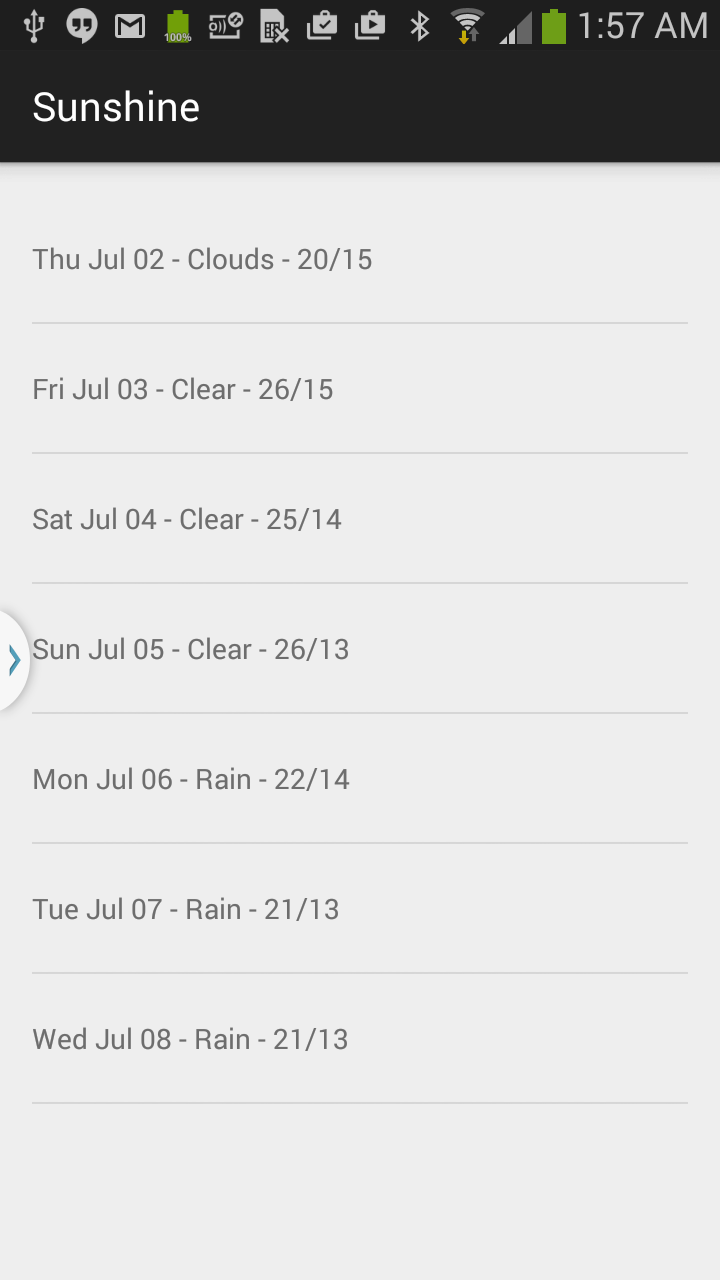 100%
1:57 AM
Sunshine
Thu Jul 02 - Clouds - 20/15
Fri Jul 03 - Clear - 26/15
Sat Jul 04 - Clear - 25/14
Sun Jul 05 - Clear - 26/13
Mon Jul 06 - Rain - 22/14
Tue Jul 07 - Rain - 21/13
Wed Jul 08 - Rain - 21/13